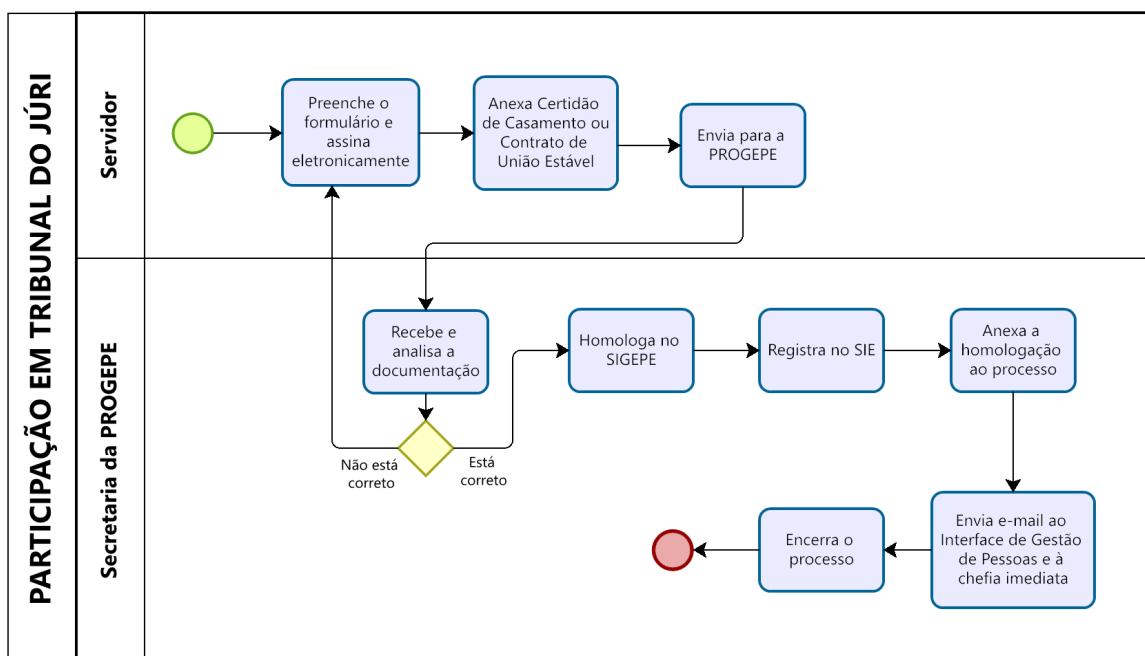 PARTICIPAÇÃO EM TRIBUNAL DO JÚRI
Servidor
Preenche o
formulário e
assina
eletronicamente
Anexa Certidão
de Casamento ou
Contrato de
União Estável
Envia para a
PROGEPE
Secretaria da PROGEPE
Recebe e
analisa a
documentação
Não está
correto
Está
correto
Homologa no
SIGEPE
Registra no SIE
Anexa a
homologação
ao processo
Envia e-mail ao
Interface de Gestão
de Pessoas e à
chefia imediata
Encerra o
processo